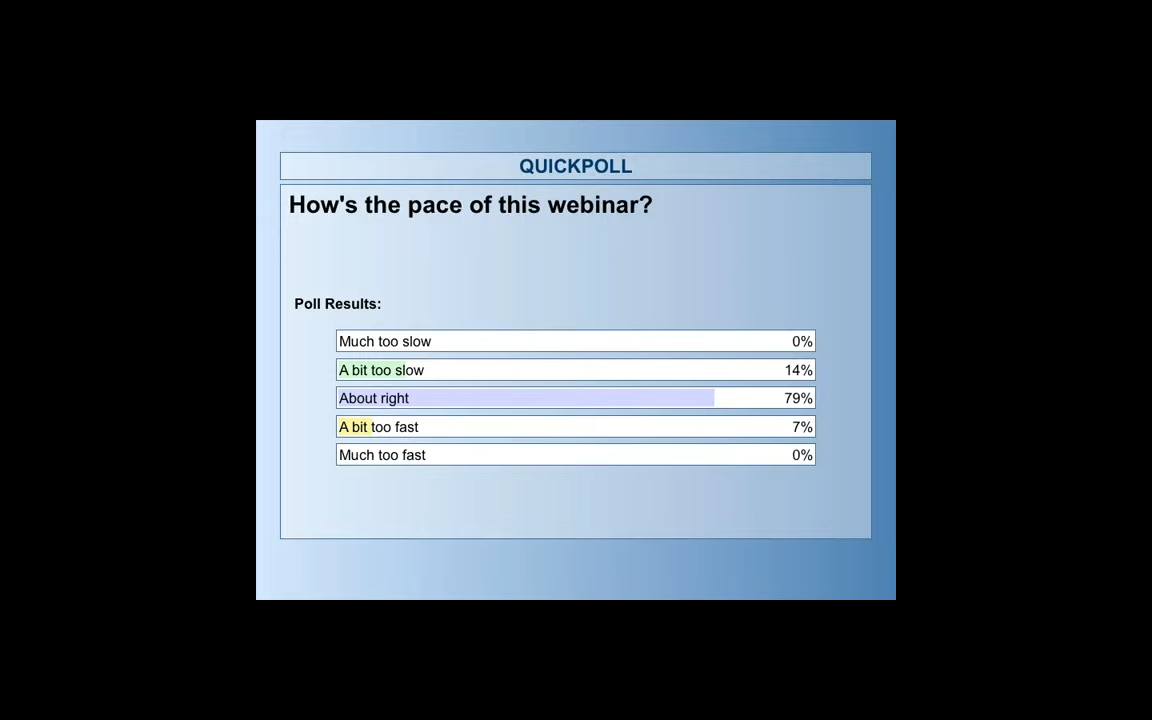 QUICKPOLL
How's the pace of this webinar?
Poll Results:
Much too slow 0%
A bit too slow 14%
About right 79%
A bit too fast 7%
Much too fast 0%